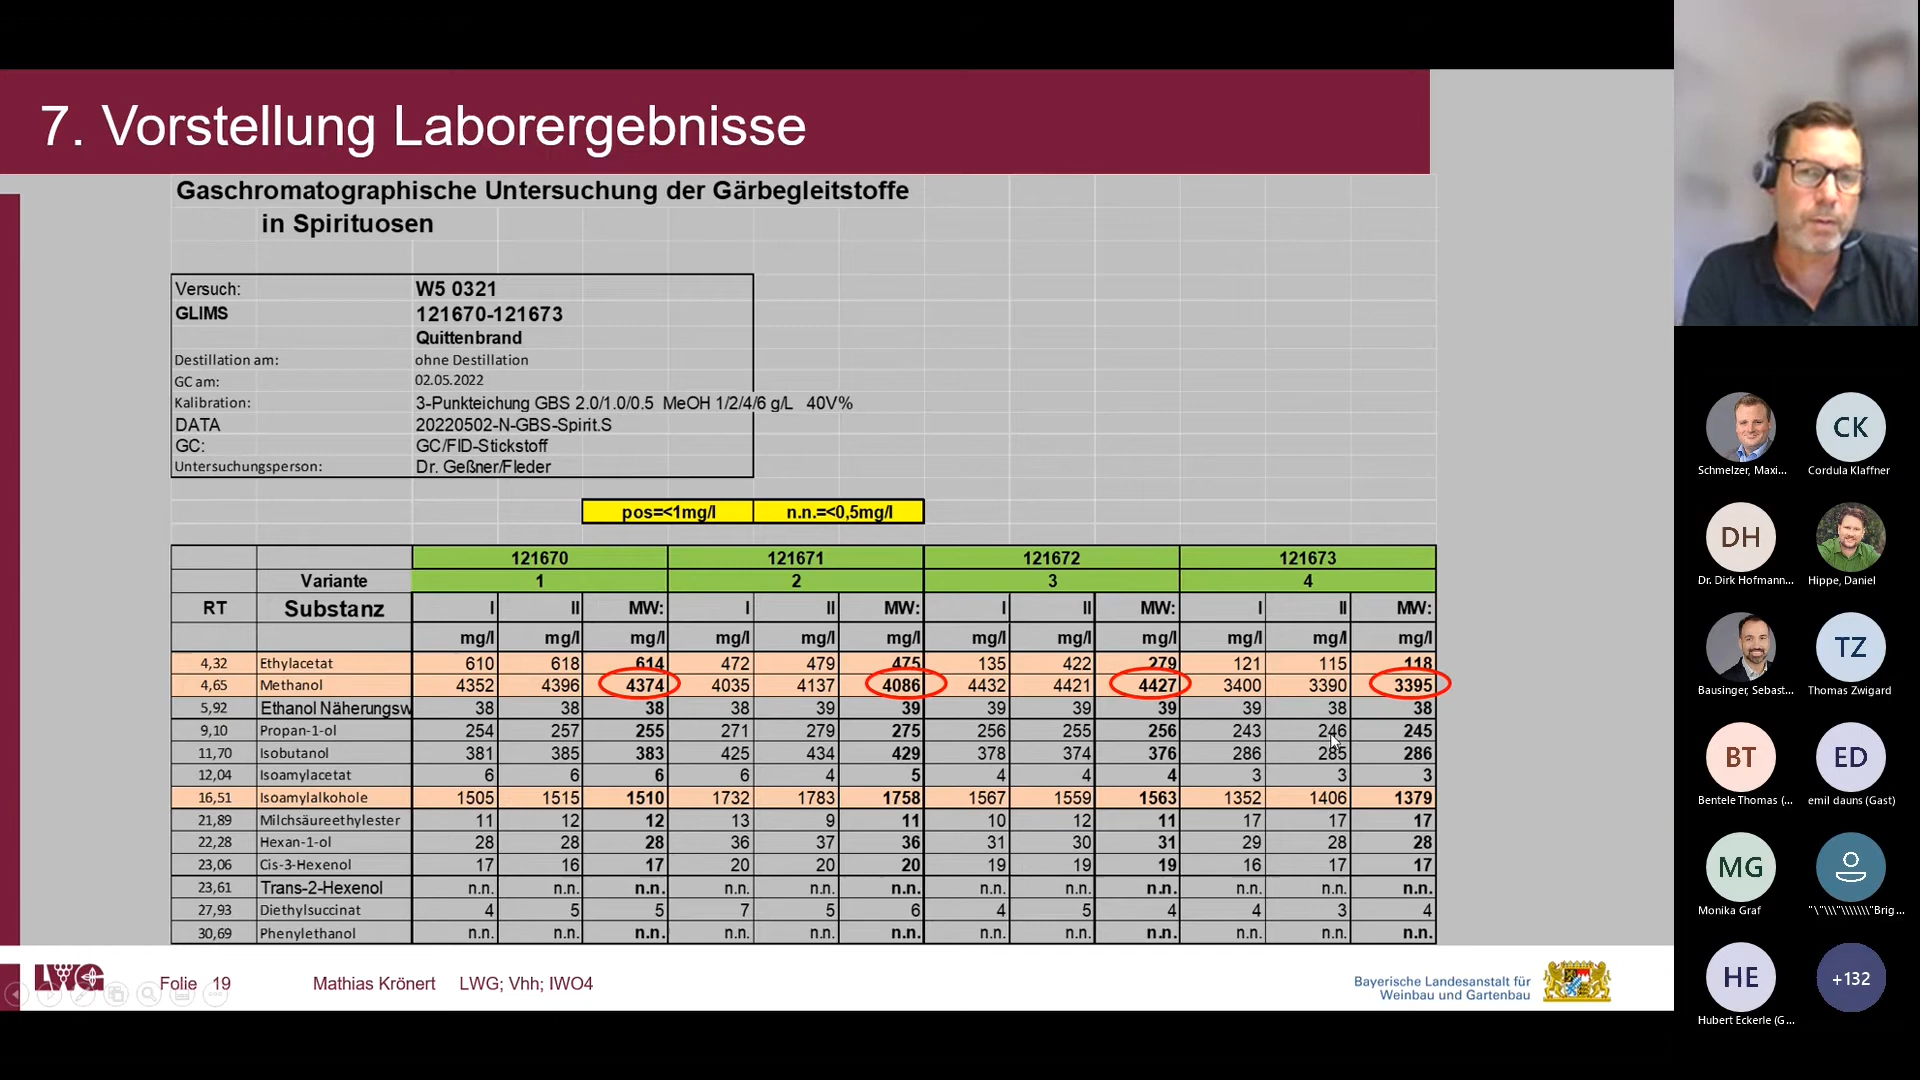 7. Vorstellung Laborergebnisse
Gaschromatographische Untersuchung der Gärbegleitstoffe
in Spirituosen
Versuch: W5 0321
GLIMS 121670-121673
Quittenbrand
Destillation am: ohne Destillation
GC am: 02.05.2022
Kalibration: 3-Punkteichung GBS 2.0/1.0/0.5 MeOH 1/2/4/6 g/L 40V%
DATA 20220502-N-GBS-Spirit.S
GC: GC/FID-Stickstoff
Untersuchungsperson: Dr. Geßner/Fleder
pos=<1mg/l n.n.=<0,5mg/l
121670 121671 121672 121673
Variante 1 2 3 4
RT Substanz I II MW: I II MW: I II MW: I II MW:
mg/l mg/l mg/l mg/l mg/l mg/l mg/l mg/l mg/l mg/l mg/l mg/l
4,32 Ethylacetat 610 618 614 472 479 475 135 422 279 121 115 118
4,65 Methanol 4352 4396 4374 4035 4137 4086 4432 4421 4427 3400 3390 3395
5,92 Ethanol Näherungsw 38 38 38 38 39 39 39 39 39 39 38 38
9,10 Propan-1-ol 254 257 255 271 279 275 256 255 256 243 246 245
11,70 Isobutanol 381 385 383 425 434 429 378 374 376 286 285 286
12,04 Isoamylacetat 6 6 6 6 4 5 4 4 4 3 3 3
16,51 Isoamylalkohole 1505 1515 1510 1732 1783 1758 1567 1559 1563 1352 1406 1379
21,89 Milchsäureethylester 11 12 12 13 9 11 10 12 11 17 17 17
22,28 Hexan-1-ol 28 28 28 36 37 36 31 30 31 29 28 28
23,06 Cis-3-Hexenol 17 16 17 20 20 20 19 19 19 16 17 17
23,61 Trans-2-Hexenol n.n. n.n. n.n. n.n. n.n. n.n. n.n. n.n. n.n. n.n. n.n. n.n.
27,93 Diethylsuccinat 4 5 5 7 5 6 4 5 4 4 3 4
30,69 Phenylethanol n.n. n.n. n.n. n.n. n.n. n.n. n.n. n.n. n.n. n.n. n.n. n.n.
LWG
Folie 19 Mathias Krönert LWG; Vhh; IWO4
Bayerische Landesanstalt für
Weinbau und Gartenbau
CK
Schmelzer, Maxi... Cordula Klaffner
DH
Dr. Dirk Hofmann... Hippe, Daniel
TZ
Bausinger, Sebast... Thomas Zwigard
BT ED
Bentele Thomas (... emil dauns (Gast)
MG
Monika Graf "\"\\\"\\\\\\\"Brig...
HE +132
Hubert Eckerle (G...